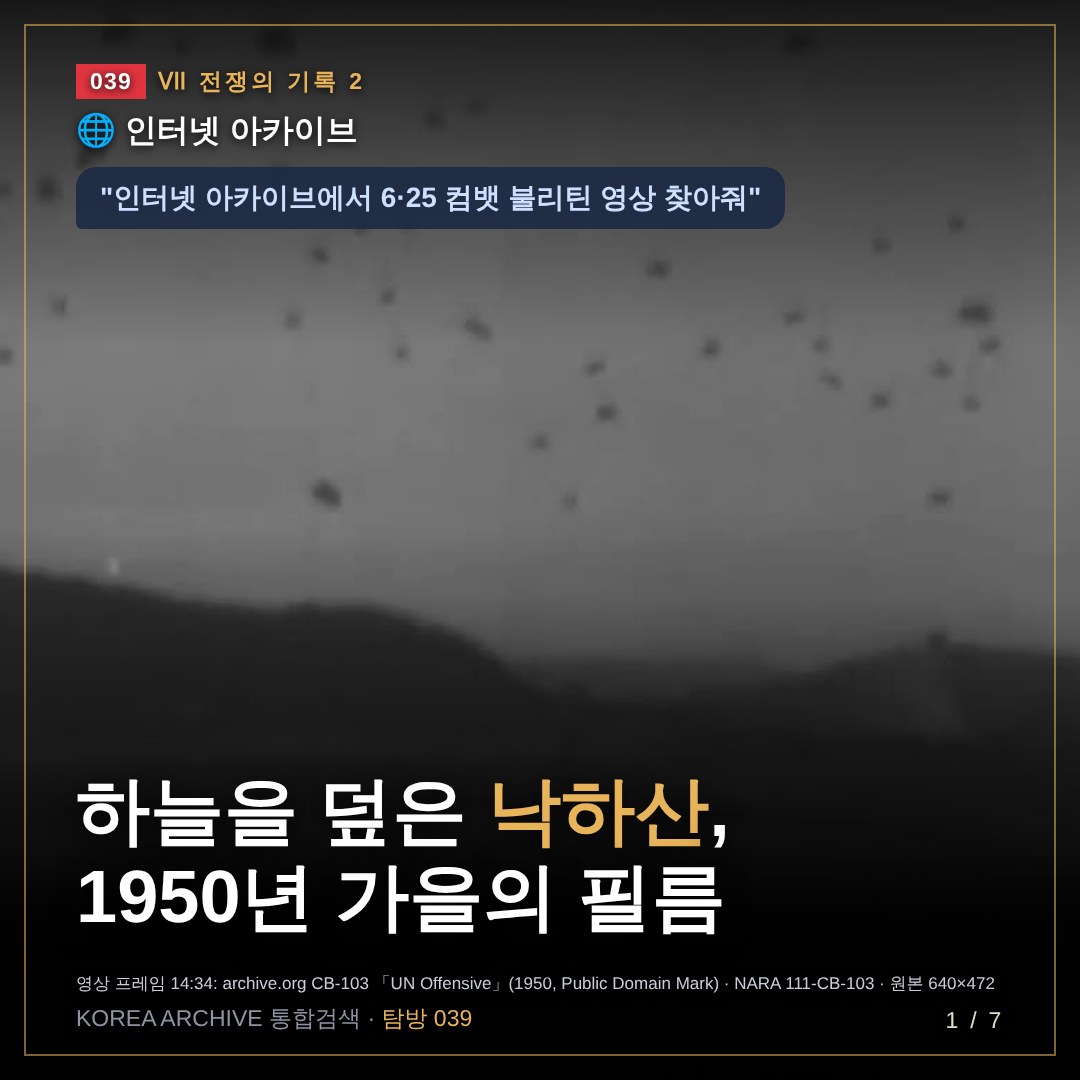 039 Ⅶ 전쟁의 기록 2
인터넷 아카이브
"인터넷 아카이브에서 6·25 컴뱃 불리틴 영상 찾아줘"
하늘을 덮은 낙하산,
1950년 가을의 필름
영상 프레임 14:34: archive.org CB-103 「UN Offensive」(1950, Public Domain Mark) · NARA 111-CB-103 · 원본 640×472
KOREA ARCHIVE 통합검색 · 탐방 039
1 / 7